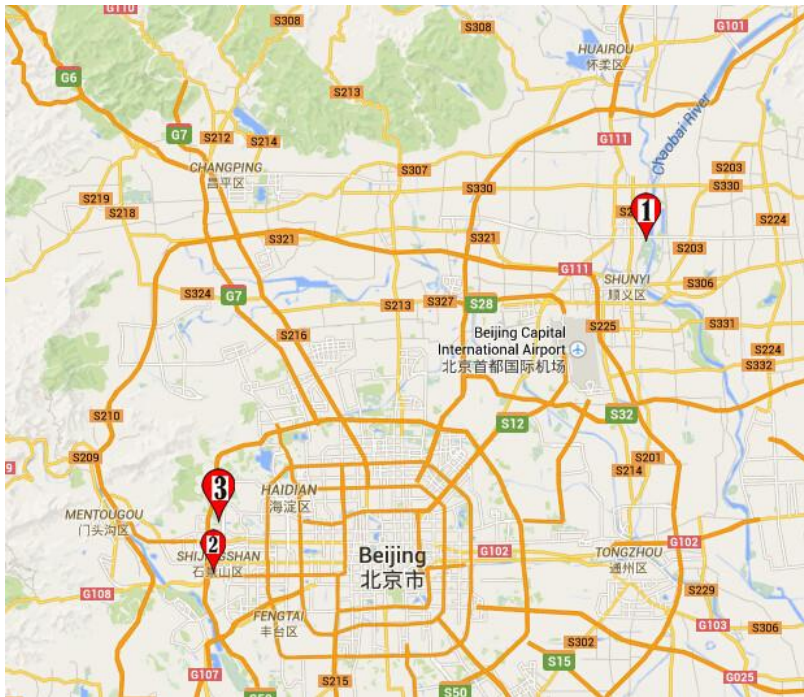 G110
S308
S308
G101
HUAIROU
怀柔区
G6
S213
G7
S212
S214
G111
Chaobai River
CHANGPING
昌平区
S307
S203
S330
S330
S219
S218
1
S224
S321
S321
S203
G111
SHUNYI
顺义区
S306
S324
G7
S213
S327
S28
S216
S225
S331
Beijing Capital
International Airport
北京首都国际机场
S224
S332
S210
S12
S32
S209
S201
S214
3
HAIDIAN
海淀区
MENTOUGOU
门头沟区
2
Beijing
北京市
G102
G102
TONGZHOU
通州区
石景山区
G108
S229
FENGTAI
丰台区
G103
S306
S302
G107
S215
S15
G025
S50